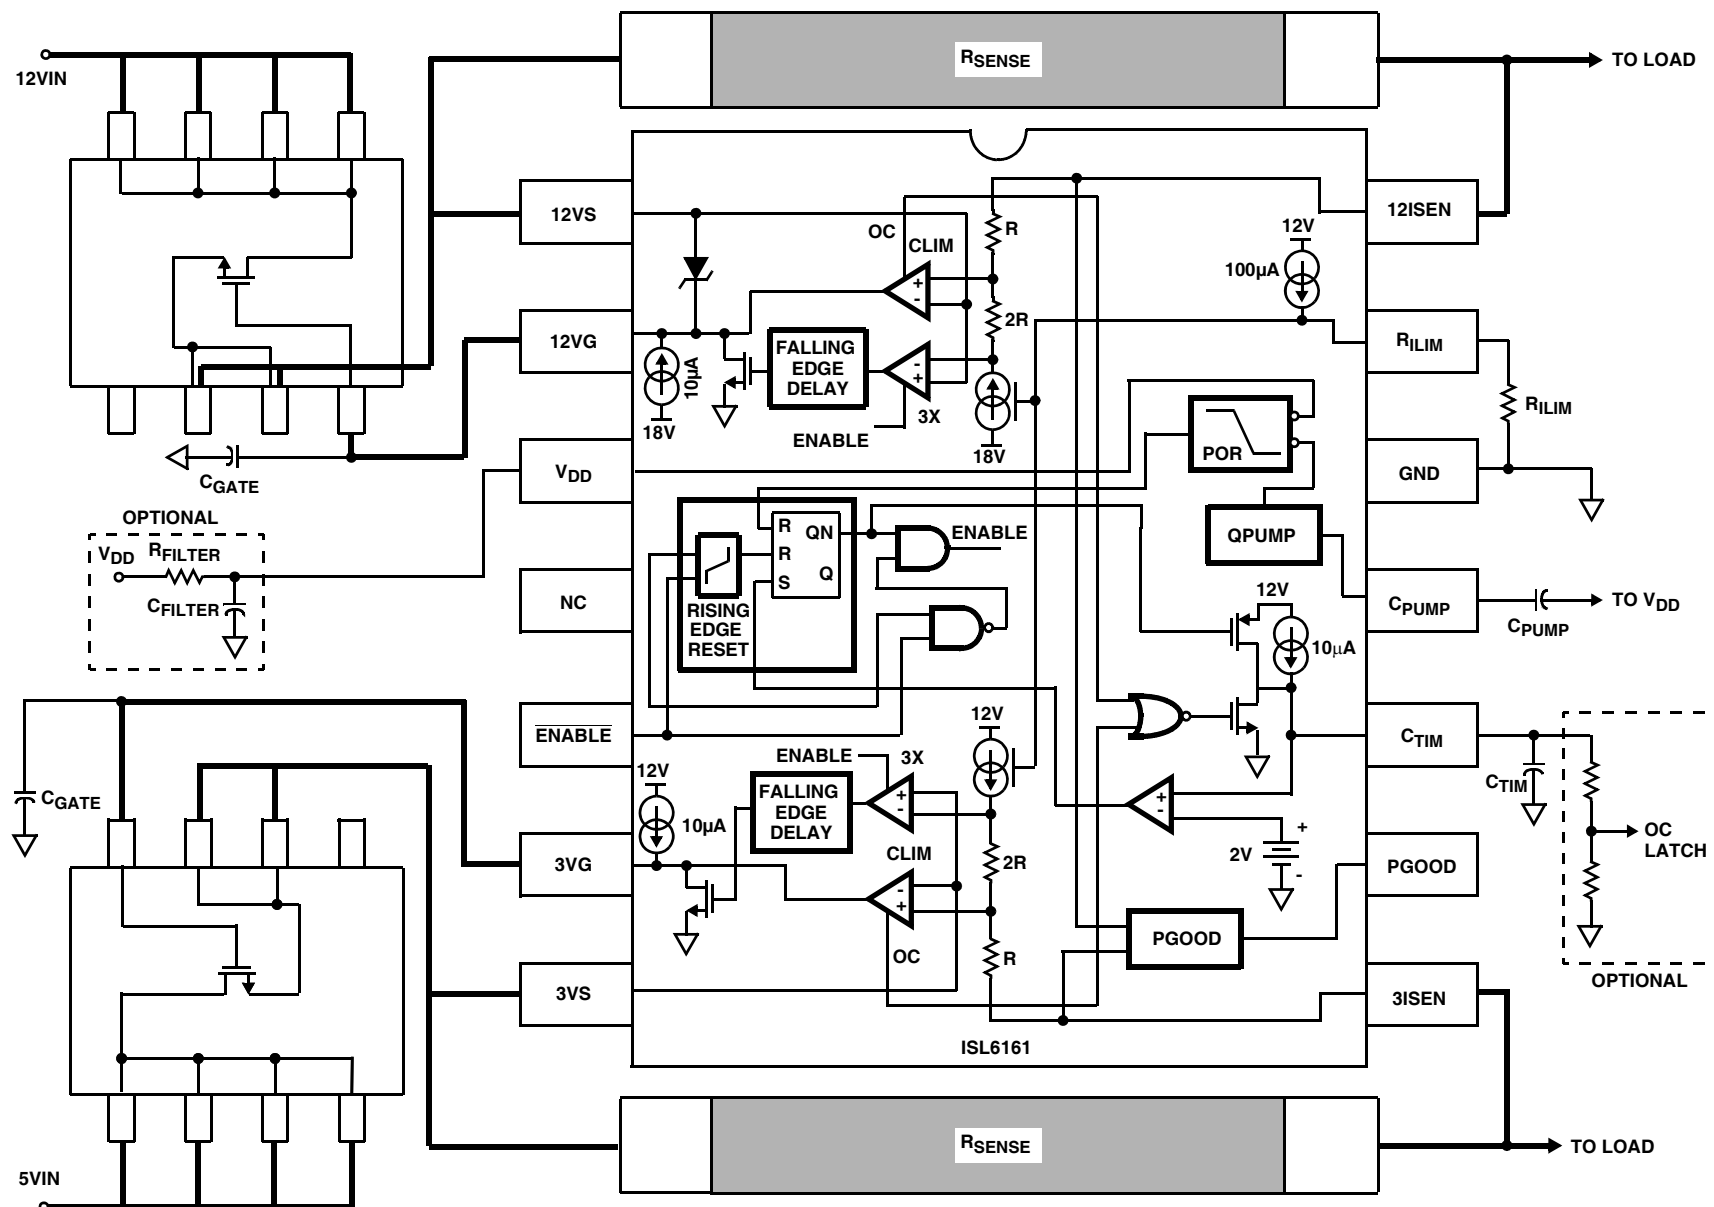 12VIN
RSENSE
TO LOAD
12VS
12ISEN
OC
CLIM
R
12V
100µA
2R
12VG
RILIM
FALLING
EDGE
DELAY
10µA
18V
3X
ENABLE
18V
RILIM
POR
CGATE
VDD
GND
OPTIONAL
VDD
RFILTER
CFILTER
R
R
S
QN
Q
ENABLE
QPUMP
NC
RISING
EDGE
RESET
12V
10µA
CPUMP
CPUMP
TO VDD
ENABLE
12V
CTIM
CTIM
CGATE
ENABLE
3X
12V
10µA
FALLING
EDGE
DELAY
+
-
2V
OC
LATCH
3VG
CLIM
2R
PGOOD
PGOOD
OC
R
OPTIONAL
3VS
3ISEN
ISL6161
5VIN
RSENSE
TO LOAD